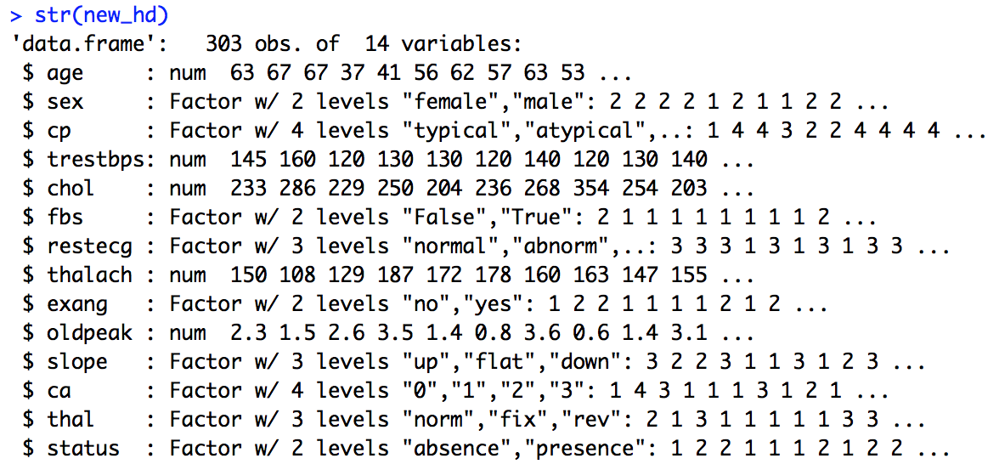 > str(new_hd)
'data.frame':   303 obs. of  14 variables:
 $ age     : num  63 67 67 37 41 56 62 57 63 53 ...
 $ sex     : Factor w/ 2 levels "female","male": 2 2 2 2 1 2 1 1 2 2 ...
 $ cp      : Factor w/ 4 levels "typical","atypical",..: 1 4 4 3 2 2 4 4 4 4 ...
 $ trestbps: num  145 160 120 130 130 120 140 120 130 140 ...
 $ chol    : num  233 286 229 250 204 236 268 354 254 203 ...
 $ fbs     : Factor w/ 2 levels "False","True": 2 1 1 1 1 1 1 1 1 2 ...
 $ restecg : Factor w/ 3 levels "normal","abnorm",..: 3 3 3 1 3 1 3 1 3 3 ...
 $ thalach : num  150 108 129 187 172 178 160 163 147 155 ...
 $ exang   : Factor w/ 2 levels "no","yes": 1 2 2 1 1 1 1 2 1 2 ...
 $ oldpeak : num  2.3 1.5 2.6 3.5 1.4 0.8 3.6 0.6 1.4 3.1 ...
 $ slope   : Factor w/ 3 levels "up","flat","down": 3 2 2 3 1 1 3 1 2 3 ...
 $ ca      : Factor w/ 4 levels "0","1","2","3": 1 4 3 1 1 1 3 1 2 1 ...
 $ thal    : Factor w/ 3 levels "norm","fix","rev": 2 1 3 1 1 1 1 1 3 3 ...
 $ status  : Factor w/ 2 levels "absence","presence": 1 2 2 1 1 1 2 1 2 2 ...